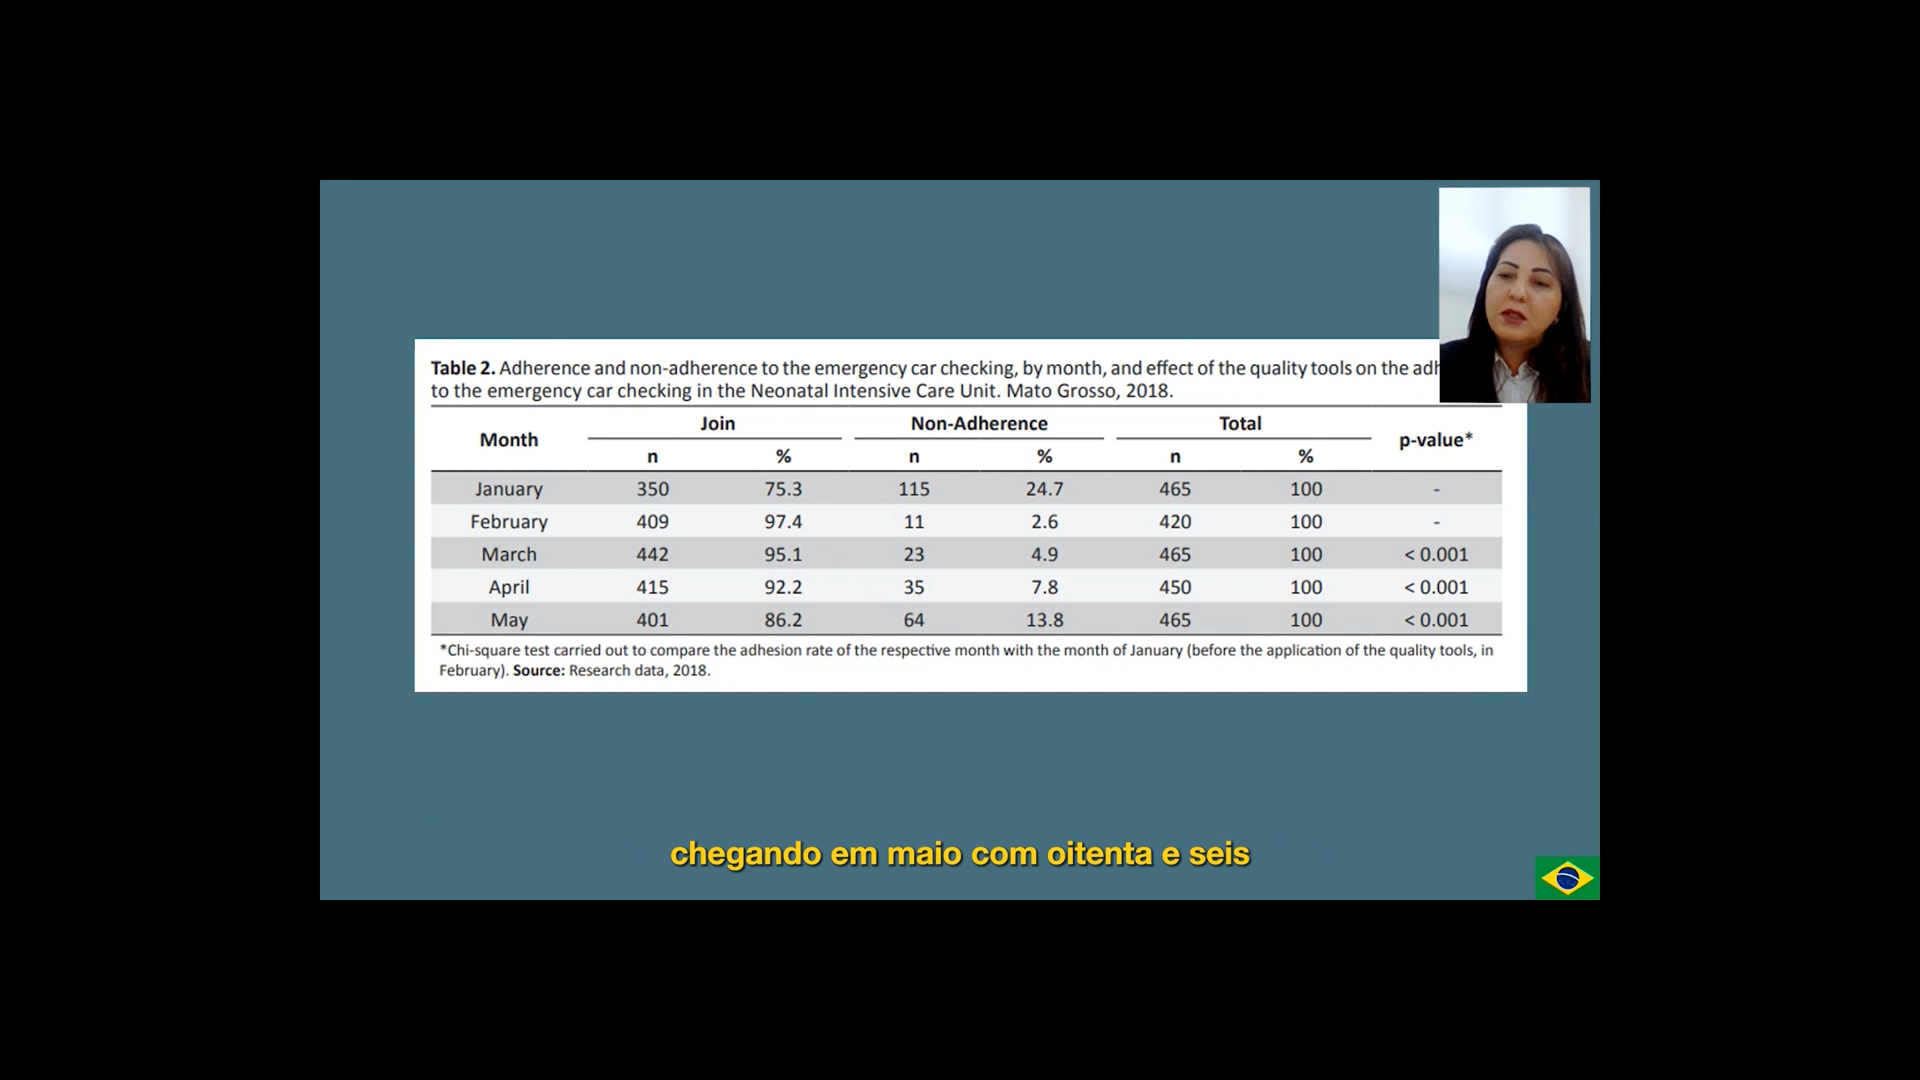 Table 2. Adherence and non-adherence to the emergency car checking, by month, and effect of the quality tools on the
to the emergency car checking in the Neonatal Intensive Care Unit. Mato Grosso, 2018.
Month Join Non-Adherence Total p-value*
n % n % n %
January 350 75.3 115 24.7 465 100 -
February 409 97.4 11 2.6 420 100 -
March 442 95.1 23 4.9 465 100 < 0.001
April 415 92.2 35 7.8 450 100 < 0.001
May 401 86.2 64 13.8 465 100 < 0.001
*Chi-square test carried out to compare the adhesion rate of the respective month with the month of January (before the application of the quality tools, in
February). Source: Research data, 2018.
chegando em maio com oitenta e seis